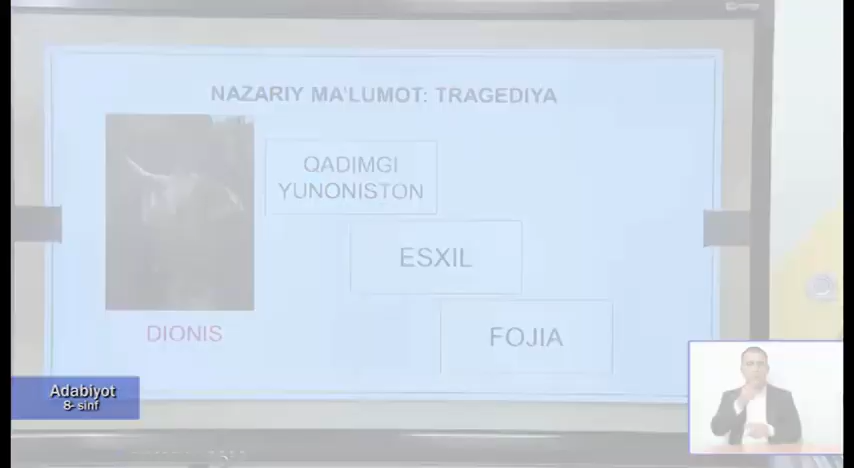 NAZARIY MA'LUMOT: TRAGEDIYA
QADIMGI
YUNONISTON
ESXIL
FOJIA
DIONIS
Adabiyot
8- sinf